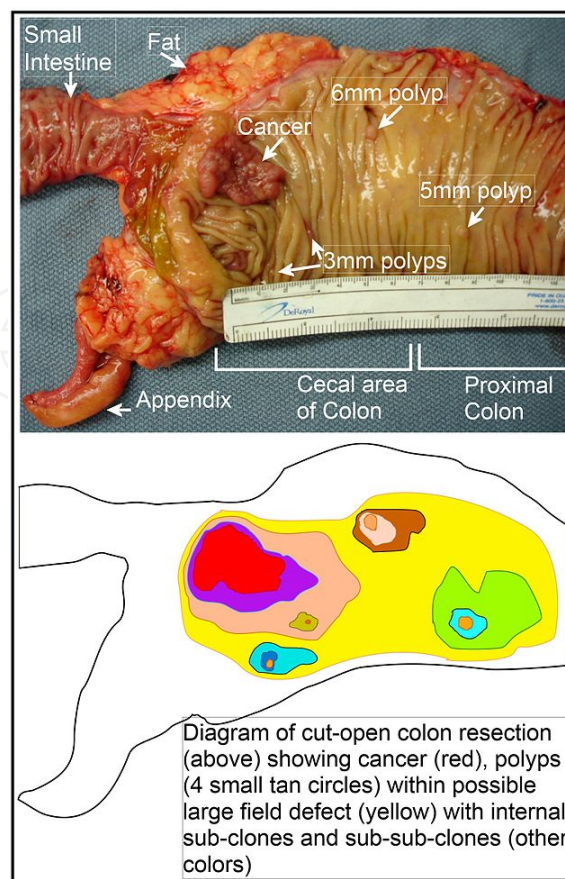 Small
Intestine
Fat
6mm polyp
Cancer
5mm polyp
3mm polyps
DeRoyal
PRIDE IN
Appendix
Cecal area
of Colon
Proximal
Colon
Diagram of cut-open colon resection
(above) showing cancer (red), polyps
(4 small tan circles) within possible
large field defect (yellow) with internal
sub-clones and sub-sub-clones (other
colors)